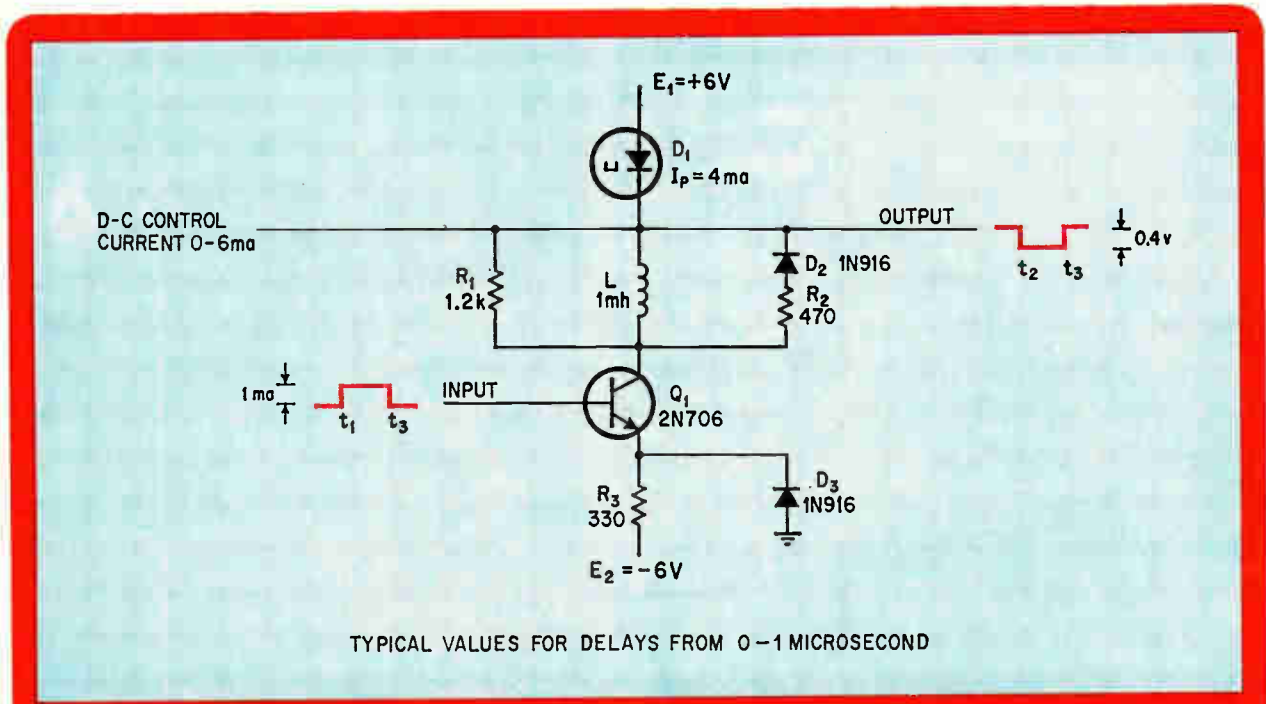 E₁=+6V
D₁
Iₚ=4ma
D-C CONTROL
CURRENT 0-6ma
OUTPUT
0.4v
t₂ t₃
R₁
1.2k
L
1mh
D₂ 1N916
R₂
470
1ma
t₁ t₃
INPUT
Q₁
2N706
R₃
330
D₃
1N916
E₂=-6V
TYPICAL VALUES FOR DELAYS FROM 0-1 MICROSECOND